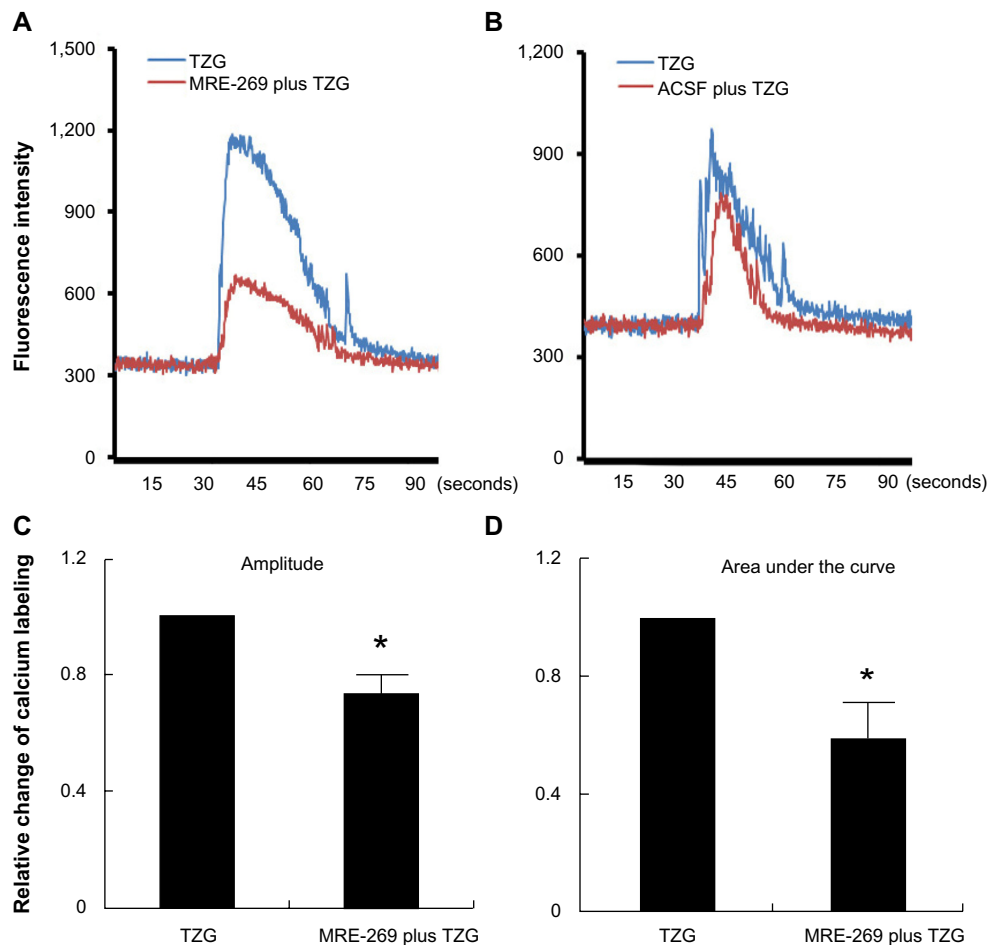 A
1,500
TZG
MRE-269 plus TZG
1,200
900
600
300
0
Fluorescence intensity
15 30 45 60 75 90 (seconds)
B
1,200
TZG
ACSF plus TZG
900
600
300
0
15 30 45 60 75 90 (seconds)
C
1.2
Amplitude
*
0.8
0.4
0
Relative change of calcium labeling
TZG MRE-269 plus TZG
D
1.2
Area under the curve
*
0.8
0.4
0
TZG MRE-269 plus TZG